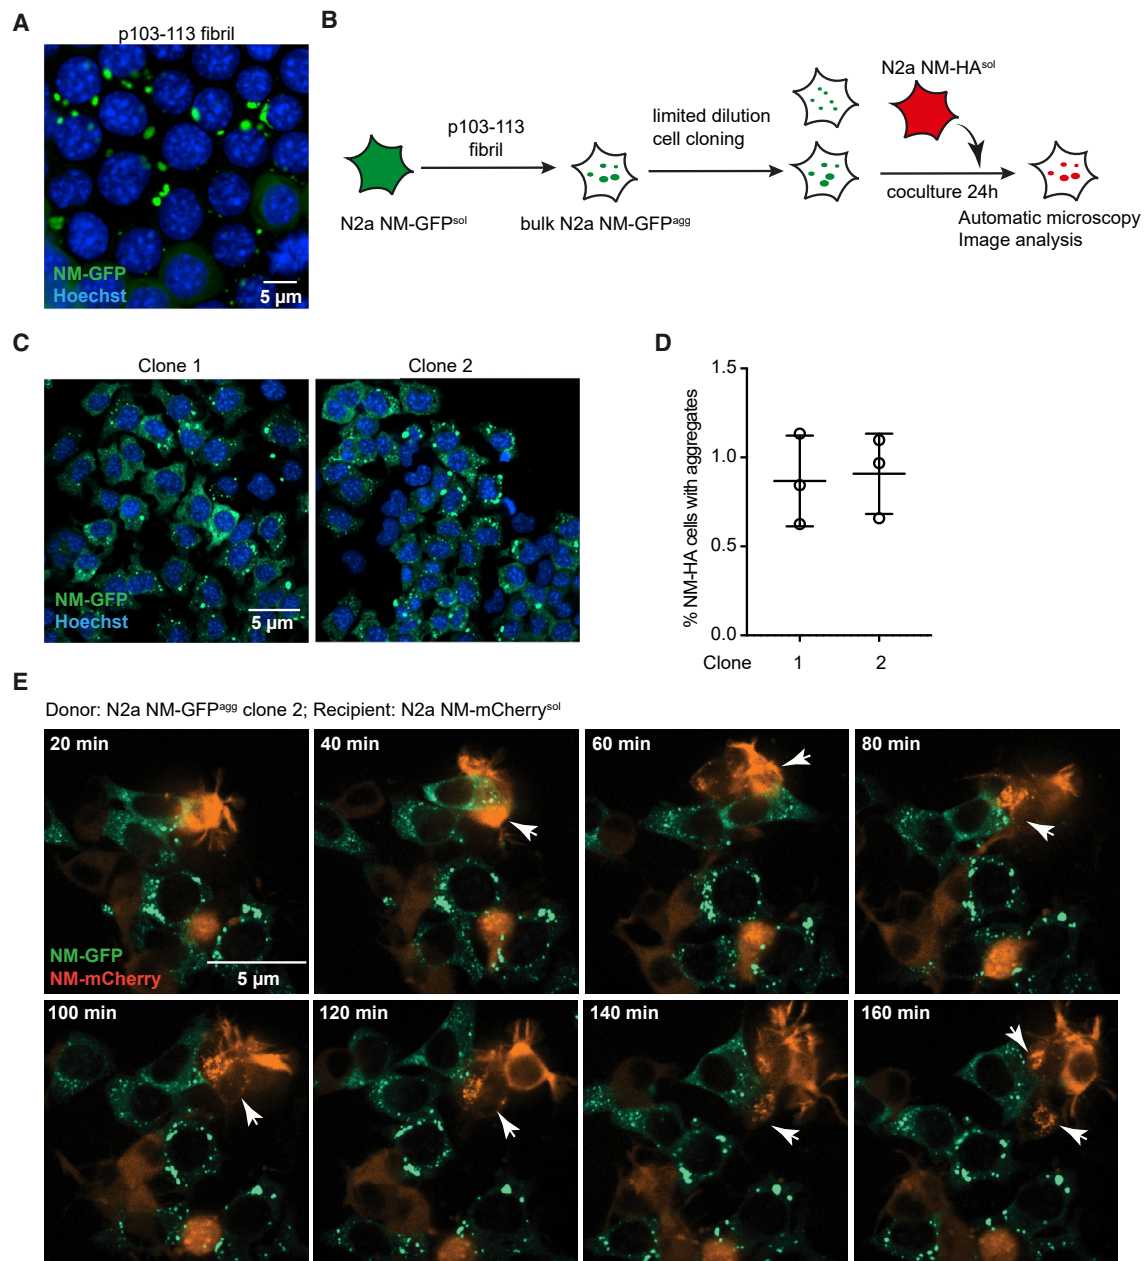 A
p103-113 fibril
NM-GFP
Hoechst
5 µm
B
N2a NM-GFPsol
p103-113
fibril
bulk N2a NM-GFPagg
limited dilution
cell cloning
N2a NM-HAsol
coculture 24h
Automatic microscopy
Image analysis
C
Clone 1
Clone 2
NM-GFP
Hoechst
5 µm
D
% NM-HA cells with aggregates
1.5
1.0
0.5
0.0
Clone 1 2
E
Donor: N2a NM-GFPagg clone 2; Recipient: N2a NM-mCherrysol
20 min
NM-GFP
NM-mCherry
5 µm
40 min
60 min
80 min
100 min
120 min
140 min
160 min